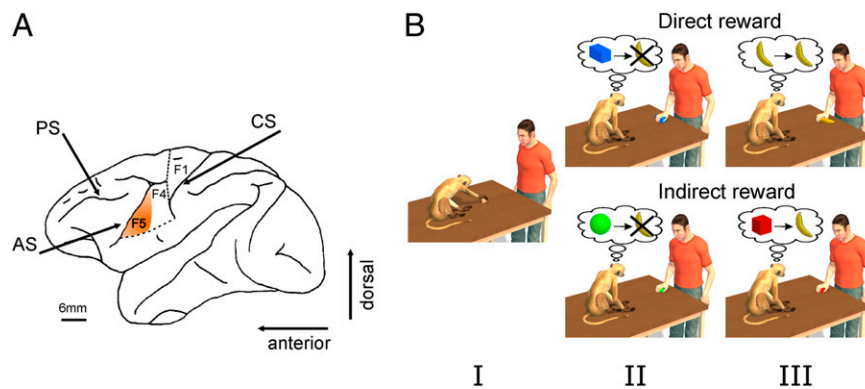 A
PS
CS
F1
F4
F5
AS
6mm
dorsal
anterior
B
Direct reward
Indirect reward
I
II
III